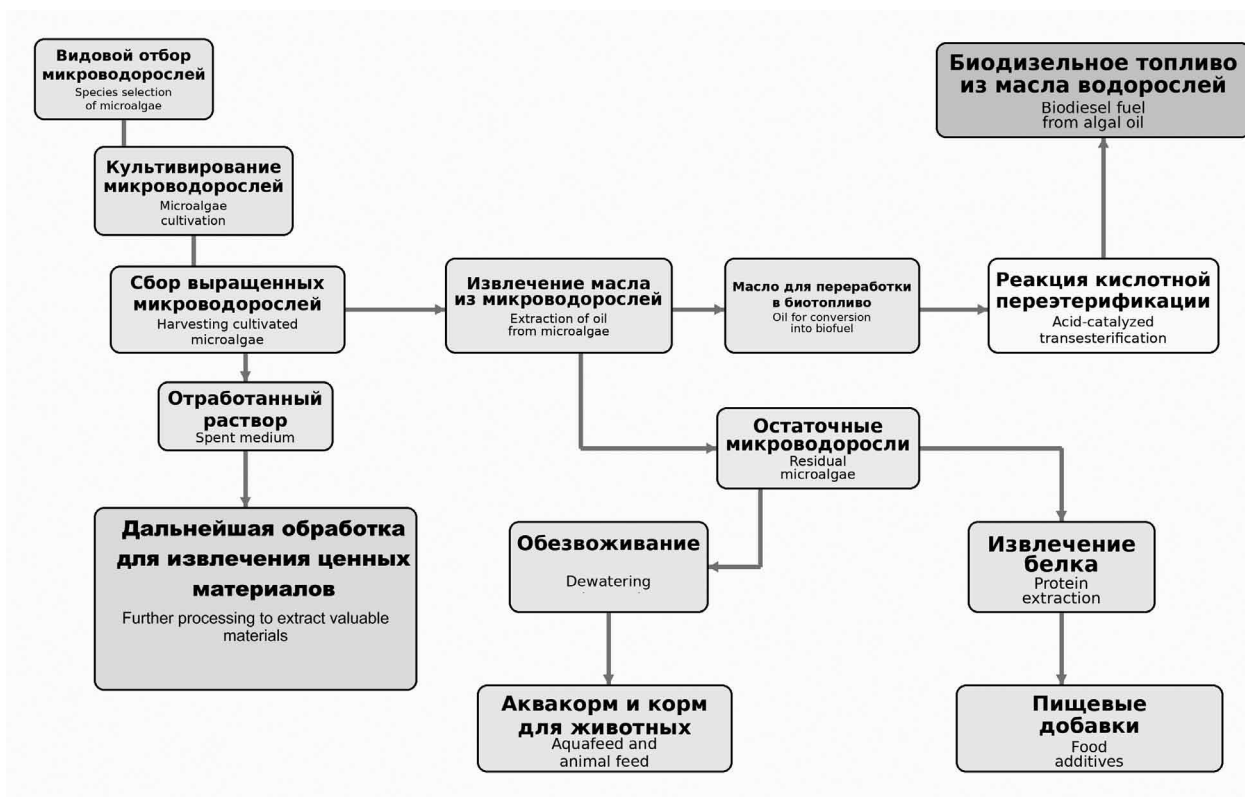 Видовой отбор
микроводорослей
Species selection
of microalgae
Биодизельное топливо
из масла водорослей
Biodiesel fuel
from algal oil
Культивирование
микроводорослей
Microalgae
cultivation
Сбор выращенных
микроводорослей
Harvesting cultivated
microalgae
Извлечение масла
из микроводорослей
Extraction of oil
from microalgae
Масло для переработки
в биотопливо
Oil for conversion
into biofuel
Реакция кислотной
переэтерификации
Acid-catalyzed
transesterification
Отработанный
раствор
Spent medium
Остаточные
микроводоросли
Residual
microalgae
Дальнейшая обработка
для извлечения ценных
материалов
Further processing to extract valuable
materials
Обезвоживание
Dewatering
Извлечение
белка
Protein
extraction
Аквакорм и корм
для животных
Aquafeed and
animal feed
Пищевые
добавки
Food
additives